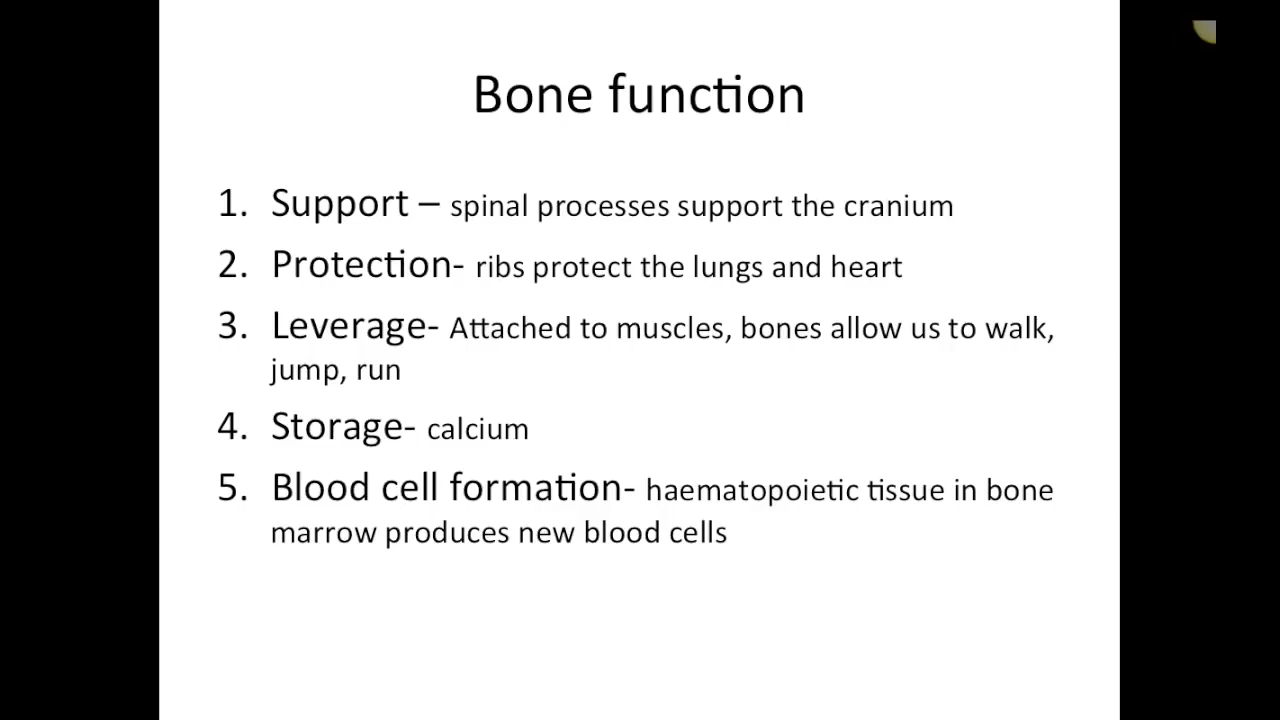 Bone function
1. Support – spinal processes support the cranium
2. Protection- ribs protect the lungs and heart
3. Leverage- Attached to muscles, bones allow us to walk,
jump, run
4. Storage- calcium
5. Blood cell formation- haematopoietic tissue in bone
marrow produces new blood cells